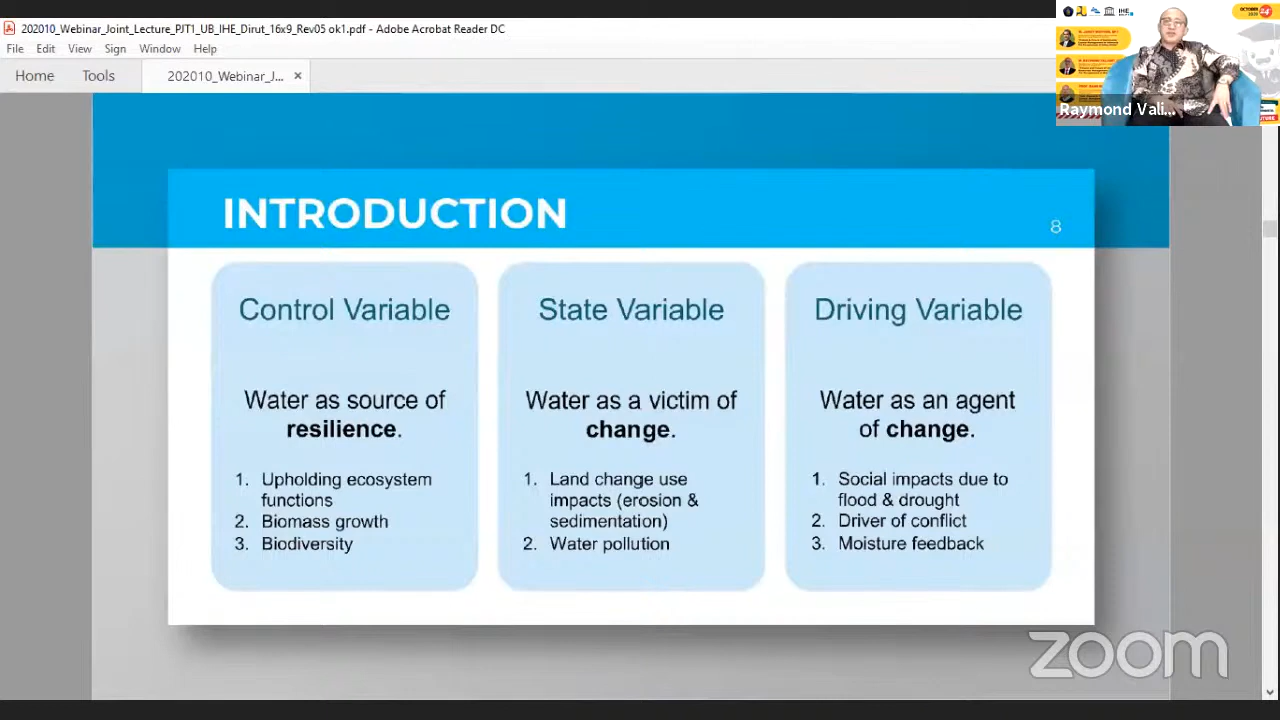 202010_Webinar_Joint_Lecture_PJT1_UB_IHE_Dirut_16x9_Rev05 ok1.pdf - Adobe Acrobat Reader DC
File Edit View Sign Window Help
Home Tools 202010_Webinar_J... ×
OCTOBER
24
IHE
Raymond Vali...
INTRODUCTION
8
Control Variable
Water as source of
resilience.
1. Upholding ecosystem
functions
2. Biomass growth
3. Biodiversity
State Variable
Water as a victim of
change.
1. Land change use
impacts (erosion &
sedimentation)
2. Water pollution
Driving Variable
Water as an agent
of change.
1. Social impacts due to
flood & drought
2. Driver of conflict
3. Moisture feedback
zoom